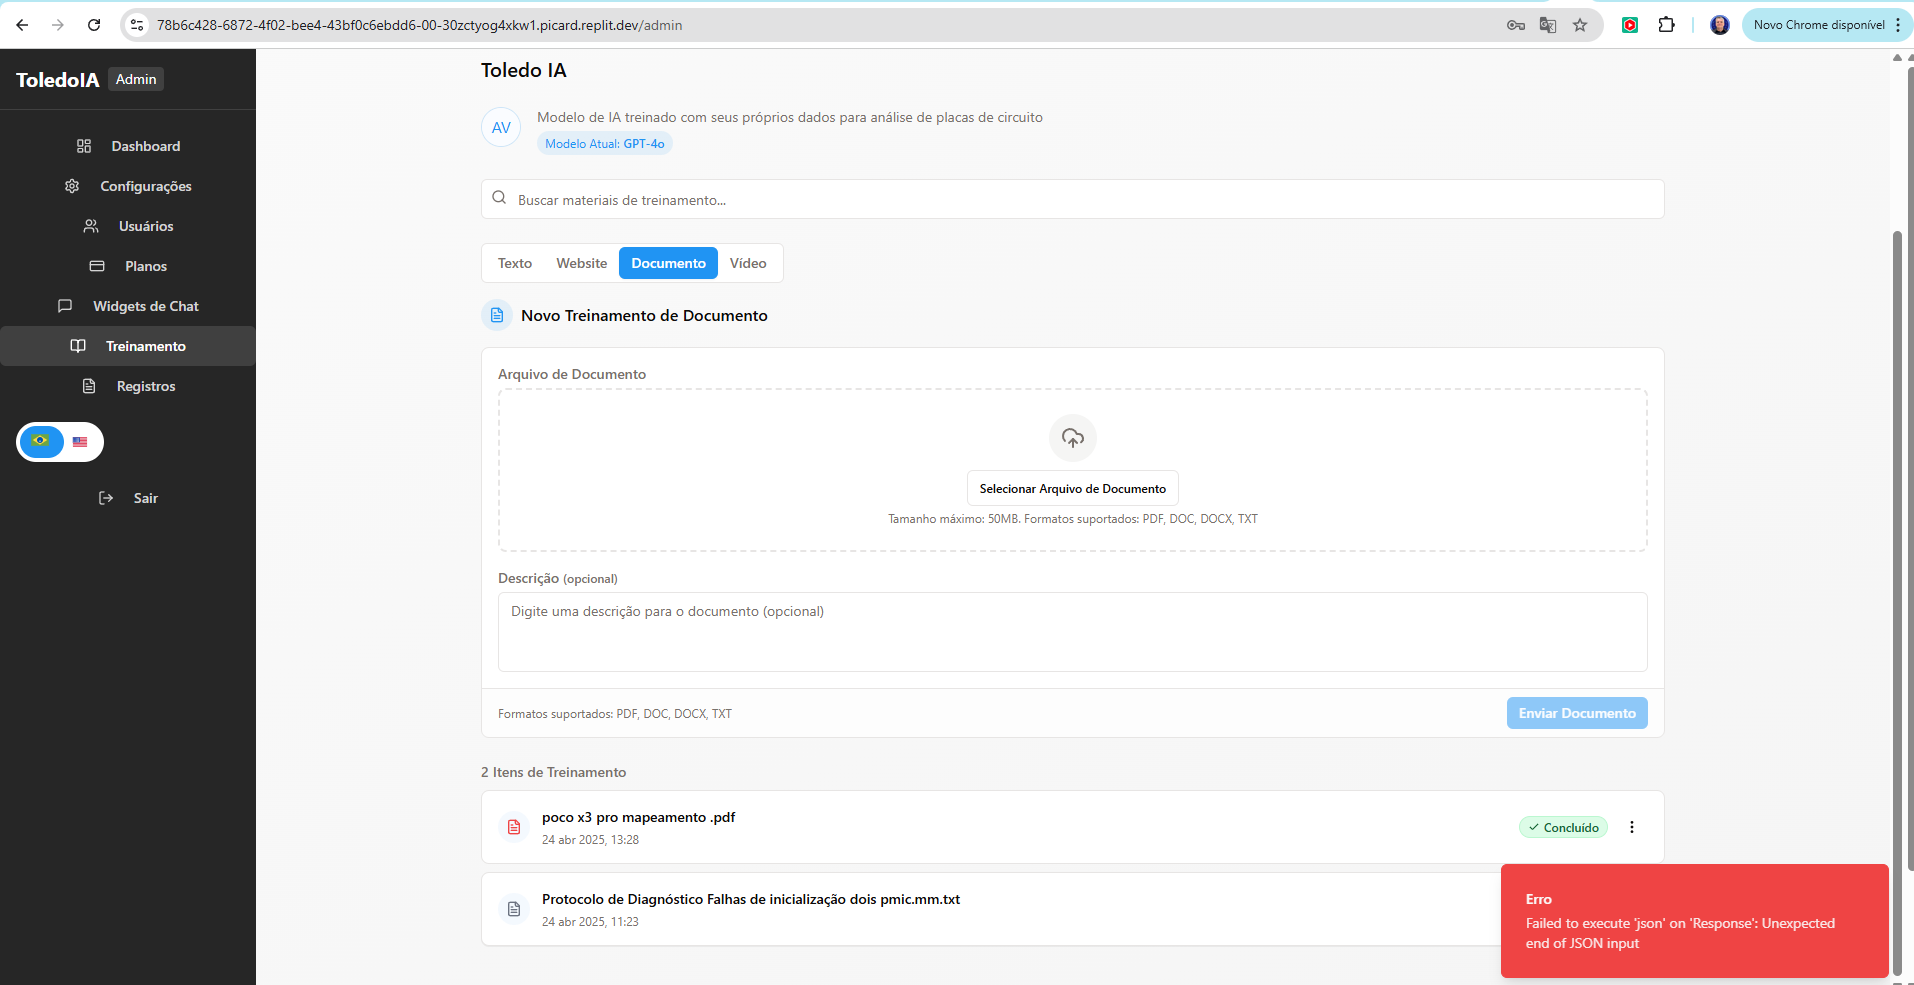 78b6c428-6872-4f02-bee4-43bf0c6ebdd6-00-30zctyog4xkw1.picard.replit.dev/admin
Novo Chrome disponível
ToledoIA Admin
Dashboard
Configurações
Usuários
Planos
Widgets de Chat
Treinamento
Registros
Sair
Toledo IA
AV
Modelo de IA treinado com seus próprios dados para análise de placas de circuito
Modelo Atual: GPT-4o
Buscar materiais de treinamento...
Texto Website Documento Vídeo
Novo Treinamento de Documento
Arquivo de Documento
Selecionar Arquivo de Documento
Tamanho máximo: 50MB. Formatos suportados: PDF, DOC, DOCX, TXT
Descrição (opcional)
Digite uma descrição para o documento (opcional)
Formatos suportados: PDF, DOC, DOCX, TXT
Enviar Documento
2 Itens de Treinamento
poco x3 pro mapeamento .pdf
24 abr 2025, 13:28
Concluído
Protocolo de Diagnóstico Falhas de inicialização dois pmic.mm.txt
24 abr 2025, 11:23
Erro
Failed to execute 'json' on 'Response': Unexpected
end of JSON input